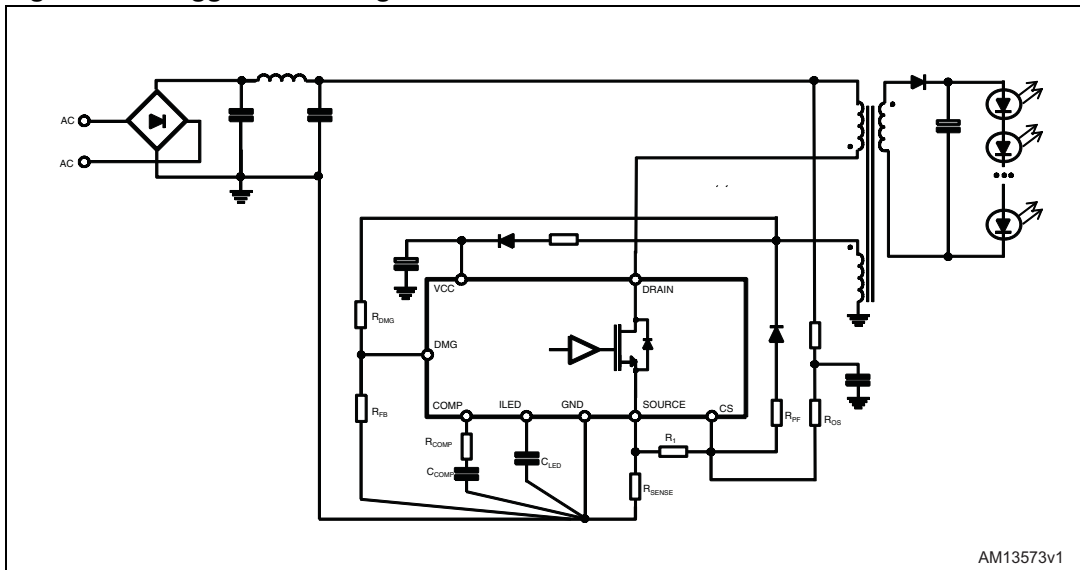 AC
AC
VCC
DRAIN
R_DMG
DMG
R_FB
COMP
ILED
GND
SOURCE
CS
R_PF
R_OS
R_COMP
C_COMP
C_LED
R_1
R_SENSE
AM13573v1